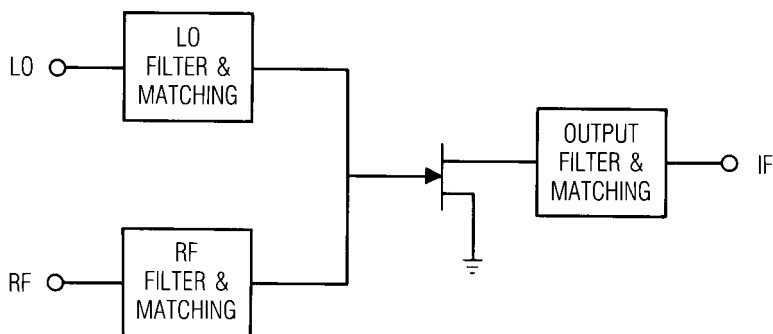 LO
LO
FILTER &
MATCHING
OUTPUT
FILTER &
MATCHING
IF
RF
RF
FILTER &
MATCHING